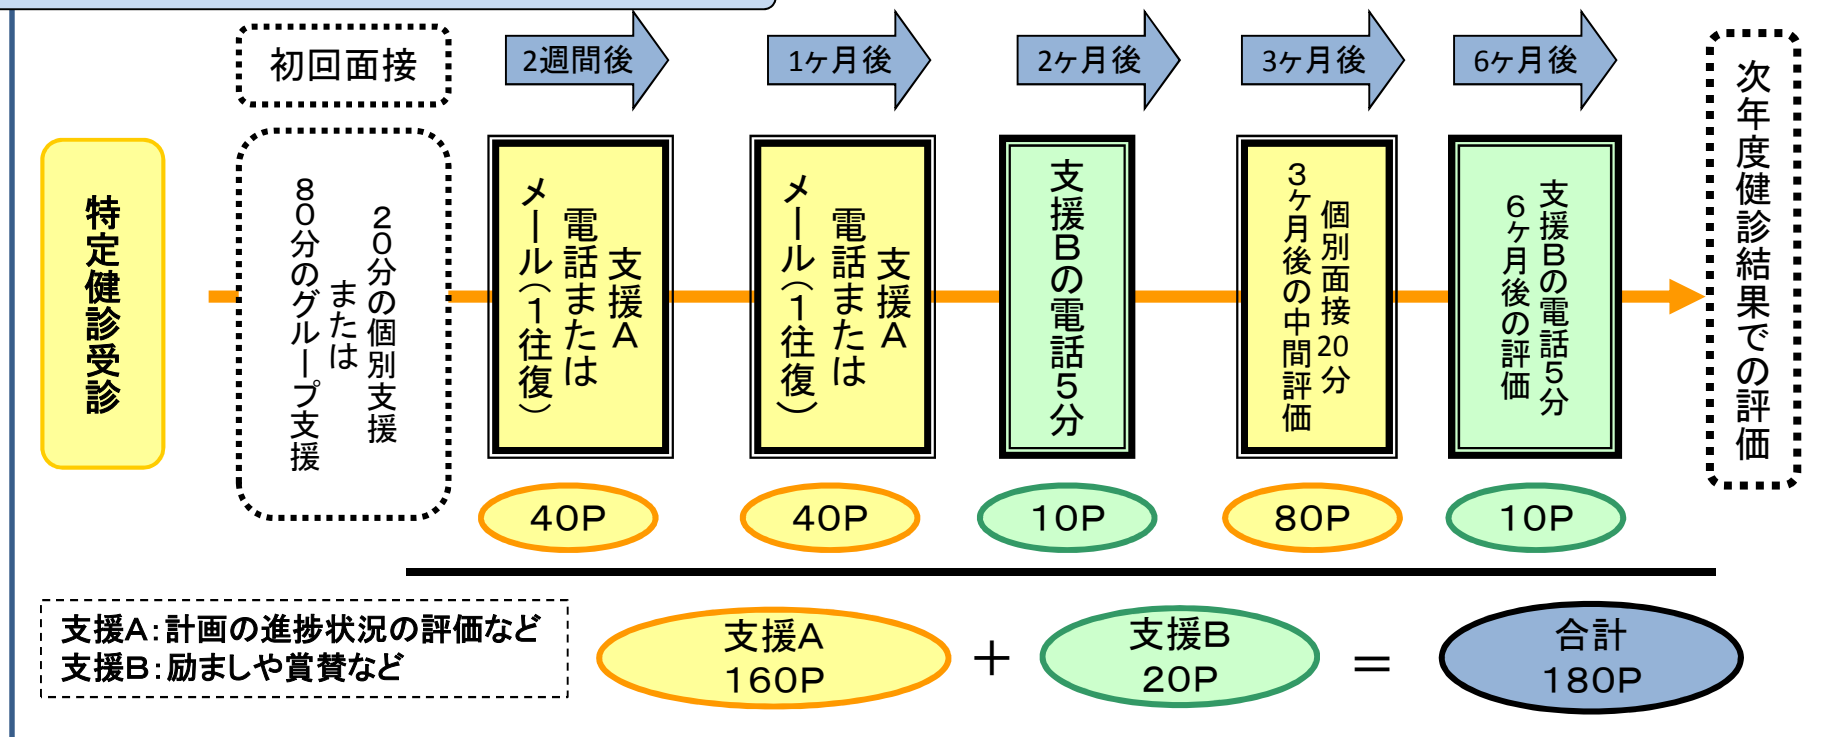 初回面接
2週間後
1ヶ月後
2ヶ月後
3ヶ月後
6ヶ月後
特定健診受診
20分の個別支援
または
80分のグループ支援
支援A
電話または
メール(1往復)
支援A
電話または
メール(1往復)
支援Bの電話5分
個別面接20分
3ヶ月後の中間評価
支援Bの電話5分
6ヶ月後の評価
次年度健診結果での評価
40P
40P
10P
80P
10P
支援A:計画の進捗状況の評価など
支援B:励ましや賞賛など
支援A
160P
+
支援B
20P
=
合計
180P